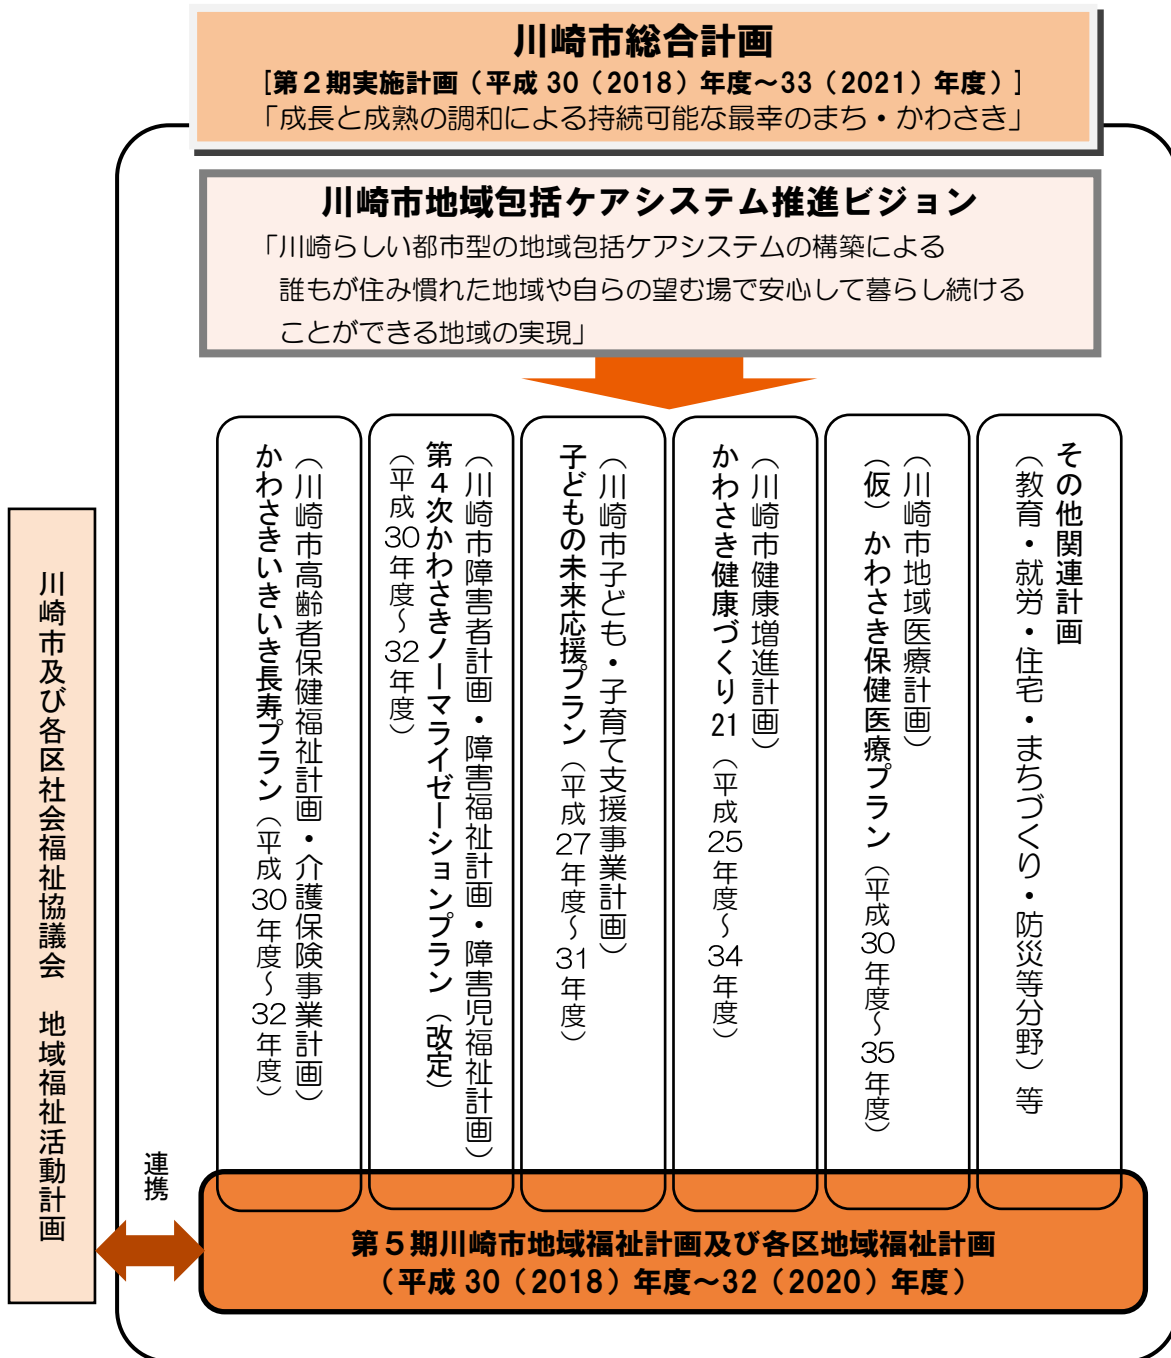 川崎市総合計画
[第２期実施計画（平成 30（2018）年度～33（2021）年度）]
「成長と成熟の調和による持続可能な最幸のまち・かわさき」
川崎市地域包括ケアシステム推進ビジョン
「川崎らしい都市型の地域包括ケアシステムの構築による
誰もが住み慣れた地域や自らの望む場で安心して暮らし続ける
ことができる地域の実現」
（川崎市高齢者保健福祉計画・介護保険事業計画）
かわさきいきいき長寿プラン（平成30年度～32年度）
（川崎市障害者計画・障害福祉計画・障害児福祉計画）
第４次かわさきノーマライゼーションプラン（改定）
（平成30年度～32年度）
（川崎市子ども・子育て支援事業計画）
子どもの未来応援プラン（平成27年度～31年度）
（川崎市健康増進計画）
かわさき健康づくり21（平成25年度～34年度）
（川崎市地域医療計画）
（仮）かわさき保健医療プラン（平成30年度～35年度）
その他関連計画
（教育・就労・住宅・まちづくり・防災等分野）等
川崎市及び各区社会福祉協議会　地域福祉活動計画
連携
第５期川崎市地域福祉計画及び各区地域福祉計画
（平成 30（2018）年度～32（2020）年度）